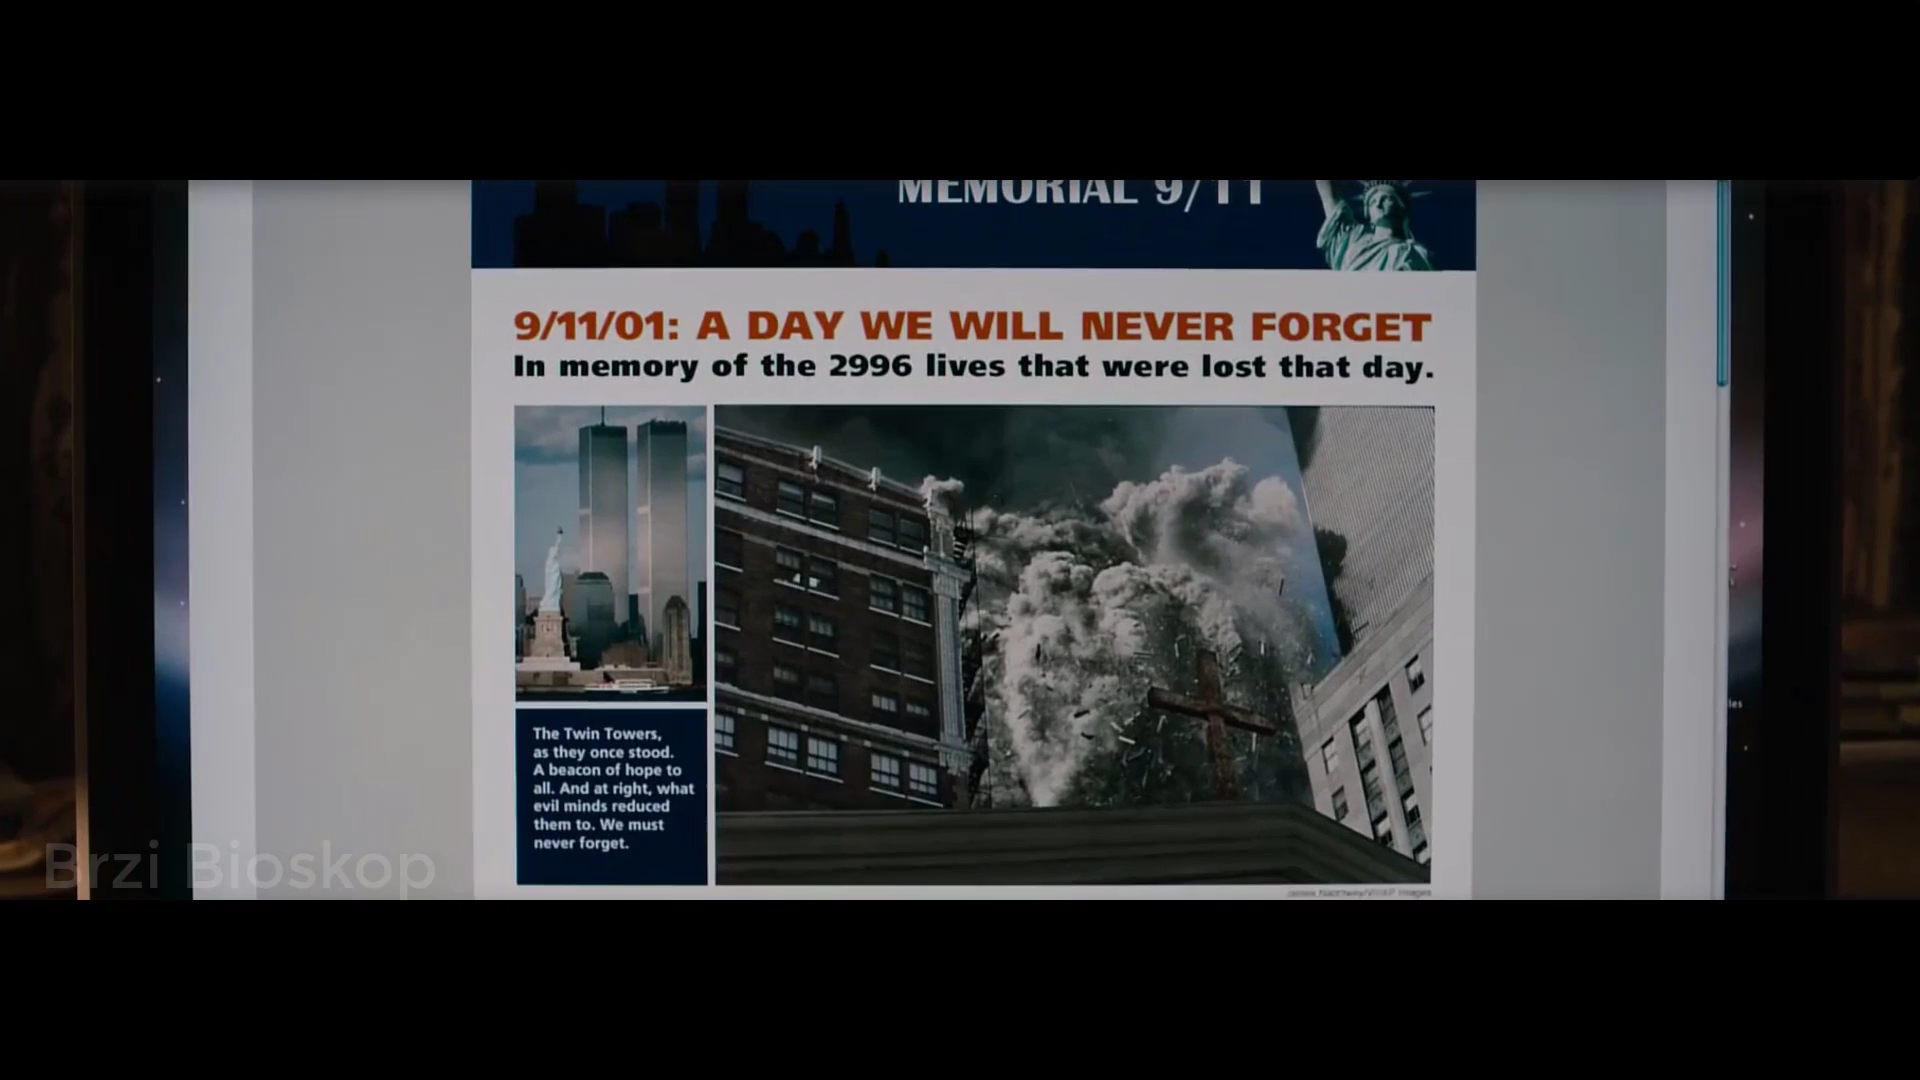 MEMORIAL 9/11
9/11/01: A DAY WE WILL NEVER FORGET
In memory of the 2996 lives that were lost that day.
The Twin Towers,
as they once stood.
A beacon of hope to
all. And at right, what
evil minds reduced
them to. We must
never forget.
Brzi Bioskop